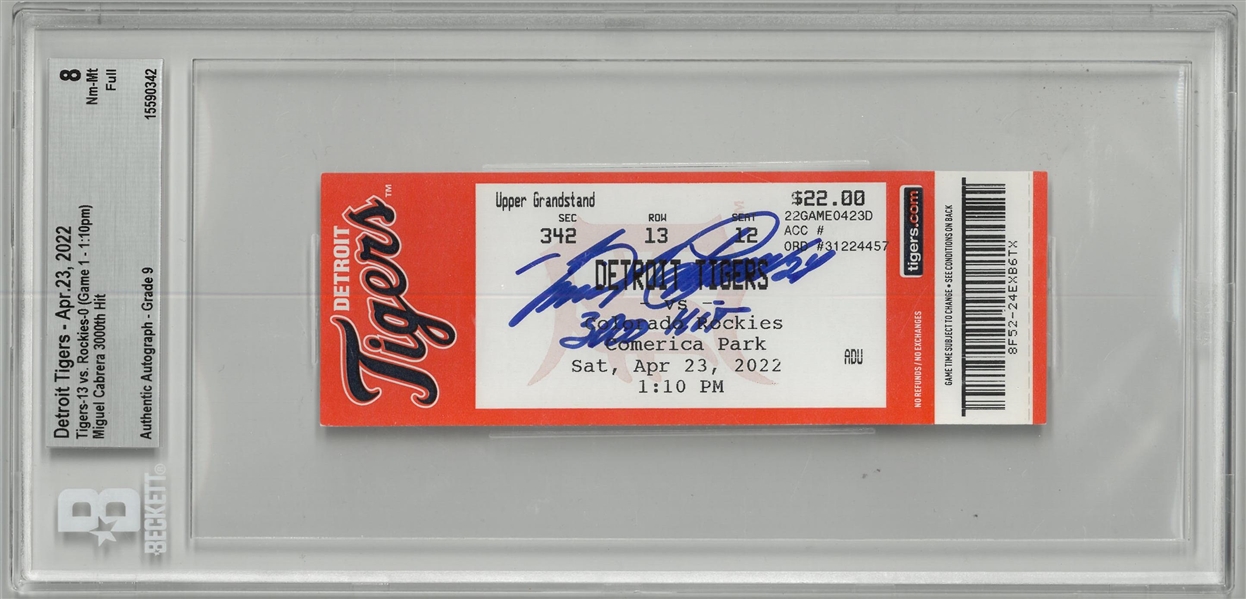 8
Nm-Mt
Full
15590342
Detroit Tigers - Apr.23, 2022
Tigers-13 vs. Rockies-0 (Game 1 - 1:10pm)
Miguel Cabrera 3000th Hit
Authentic Autograph - Grade 9
B BECKETT®
DETROIT
Tigers™
Upper Grandstand
SEC ROW SEAT
342 13 12
$22.00
22GAME0423D
ACC #
ORD #31224457
DETROIT TIGERS
- vs -
Colorado Rockies
Comerica Park
Sat, Apr 23, 2022
1:10 PM
3000 Hit
ADU
TM
tigers.com
NO REFUNDS / NO EXCHANGES
GAME TIME SUBJECT TO CHANGE • SEE CONDITIONS ON BACK
8F52-24EXB6TX